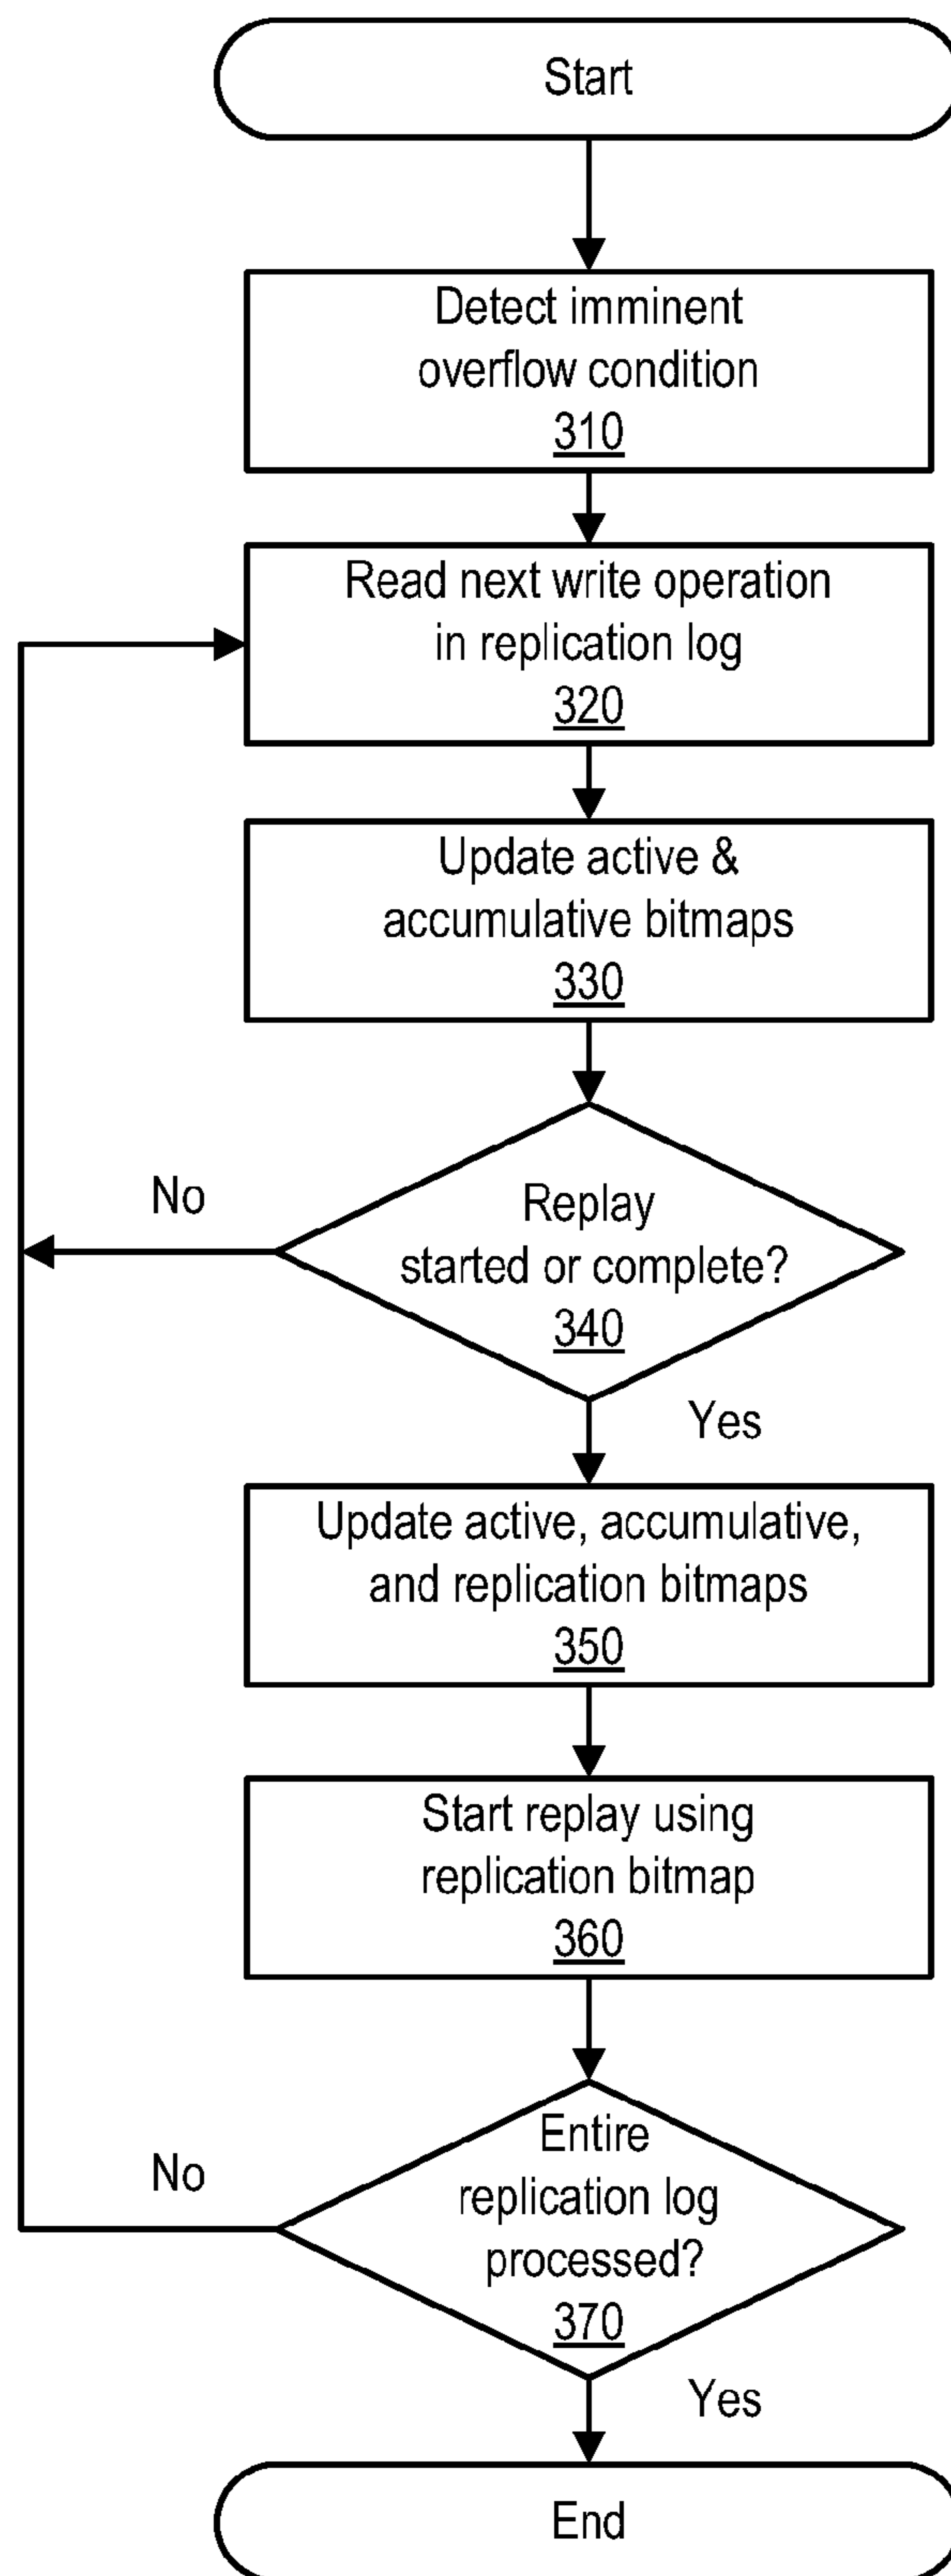 Start
Detect imminent
overflow condition
310
Read next write operation
in replication log
320
Update active &
accumulative bitmaps
330
No
Replay
started or complete?
340
Yes
Update active, accumulative,
and replication bitmaps
350
Start replay using
replication bitmap
360
No
Entire
replication log
processed?
370
Yes
End